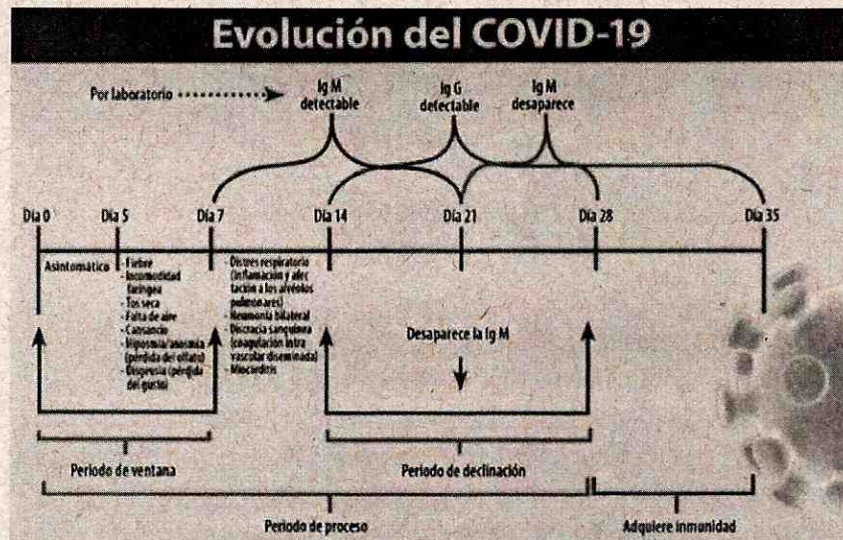 Evolución del COVID-19
Por laboratorio
Ig M
detectable
Ig G
detectable
Ig M
desaparece
Día 0
Día 5
Día 7
Día 14
Día 21
Día 28
Día 35
Asintomático
- Fiebre
- Incomodidad
faríngea
- Tos seca
- Falta de aire
- Cansancio
- Hiposmia/anosmia
(pérdida del olfato)
- Disgeusia (pérdida
del gusto)
- Distres respiratorio
(inflamación y afec
tación a los alvéolos
pulmonares)
- Neumonía bilateral
- Discracia sanguínea
(coagulación intra
vascular diseminada)
- Miocarditis
Desaparece la Ig M
Periodo de ventana
Periodo de declinación
Periodo de proceso
Adquiere inmunidad